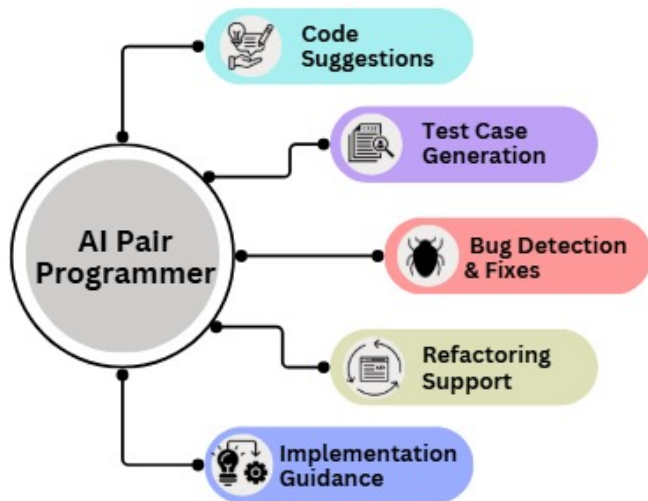 Code
Suggestions
Test Case
Generation
AI Pair
Programmer
Bug Detection
& Fixes
Refactoring
Support
Implementation
Guidance